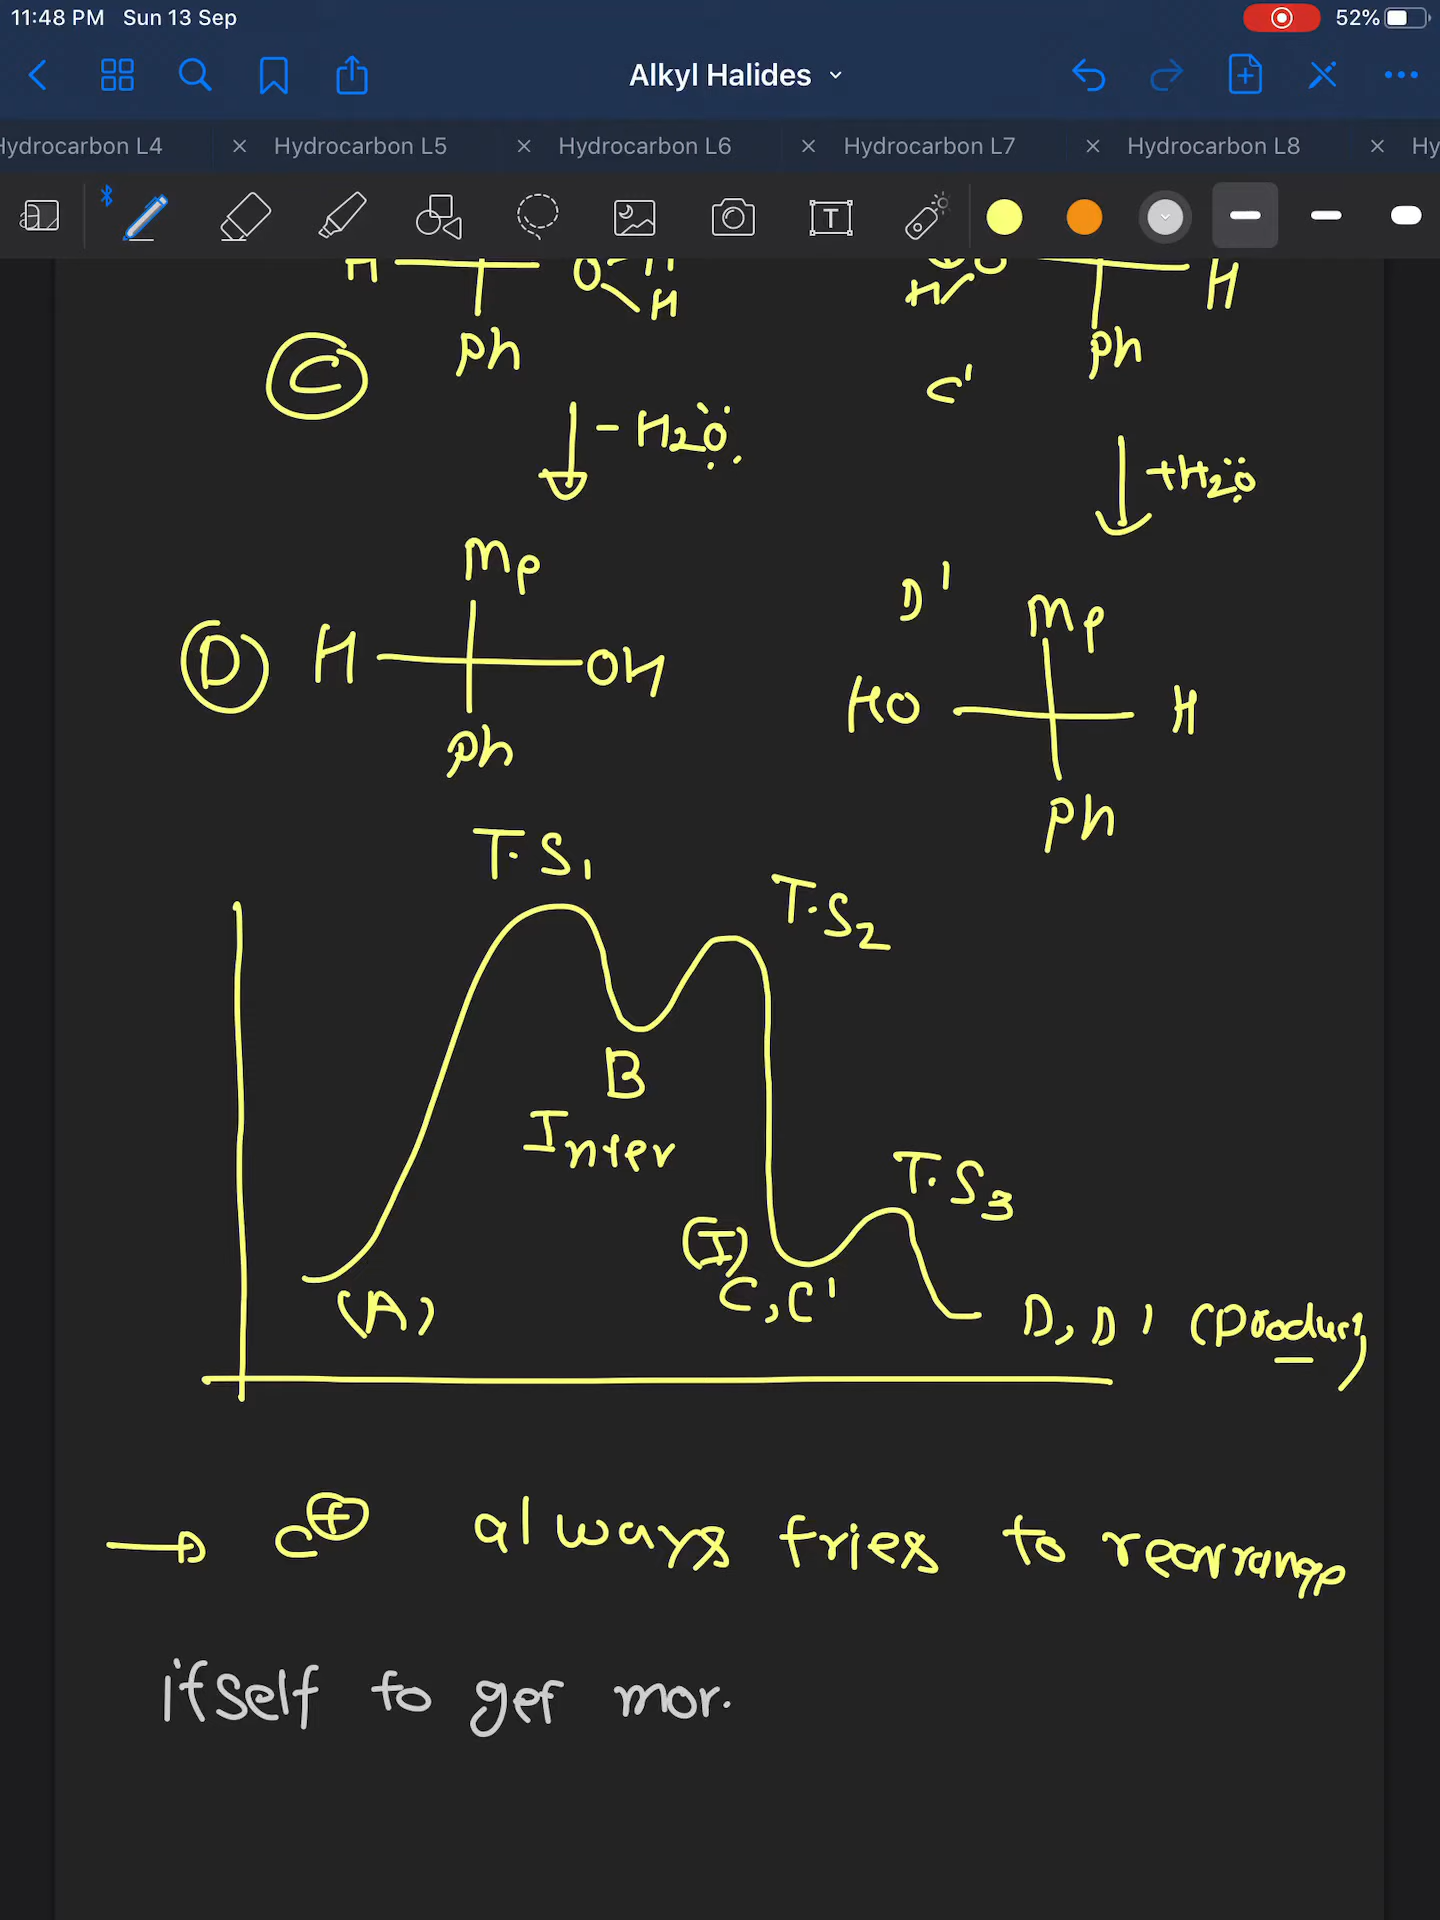 11:48 PM Sun 13 Sep 52%
Alkyl Halides
Hydrocarbon L4 × Hydrocarbon L5 × Hydrocarbon L6 × Hydrocarbon L7 × Hydrocarbon L8 × Hy
T
H O H H
H O H
Ph Ph
C C'
- H2O +H2O
Me D' Me
D H OH
HO H
Ph
Ph
T.S1
T.S2
B
Inter
T.S3
(I)
(A) C, C' D, D' (Product)
→ C⊕ always tries to rearrange
itself to get mor.